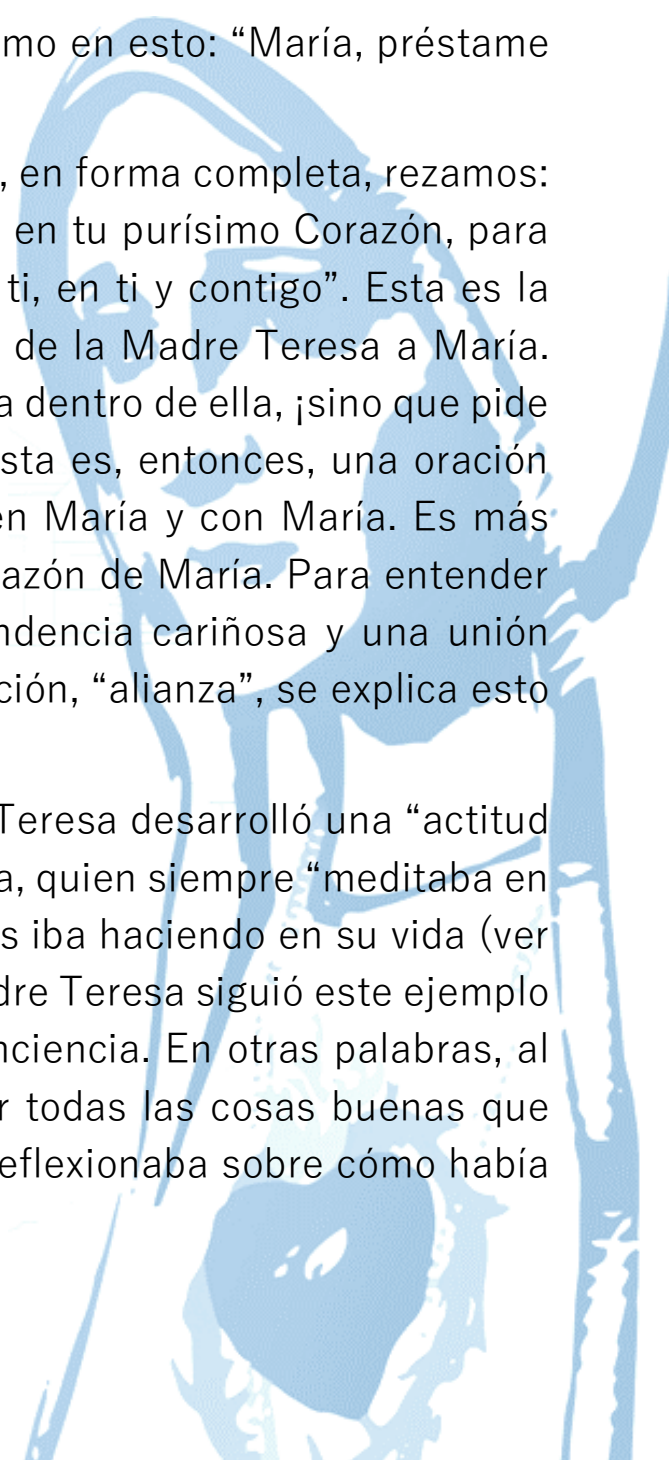 mo en esto: “María, préstame
, en forma completa, rezamos:
en tu purísimo Corazón, para
ti, en ti y contigo”. Esta es la
de la Madre Teresa a María.
a dentro de ella, ¡sino que pide
sta es, entonces, una oración
en María y con María. Es más
azón de María. Para entender
ndencia cariñosa y una unión
ción, “alianza”, se explica esto
Teresa desarrolló una “actitud
a, quien siempre “meditaba en
s iba haciendo en su vida (ver
dre Teresa siguió este ejemplo
nciencia. En otras palabras, al
r todas las cosas buenas que
eflexionaba sobre cómo había